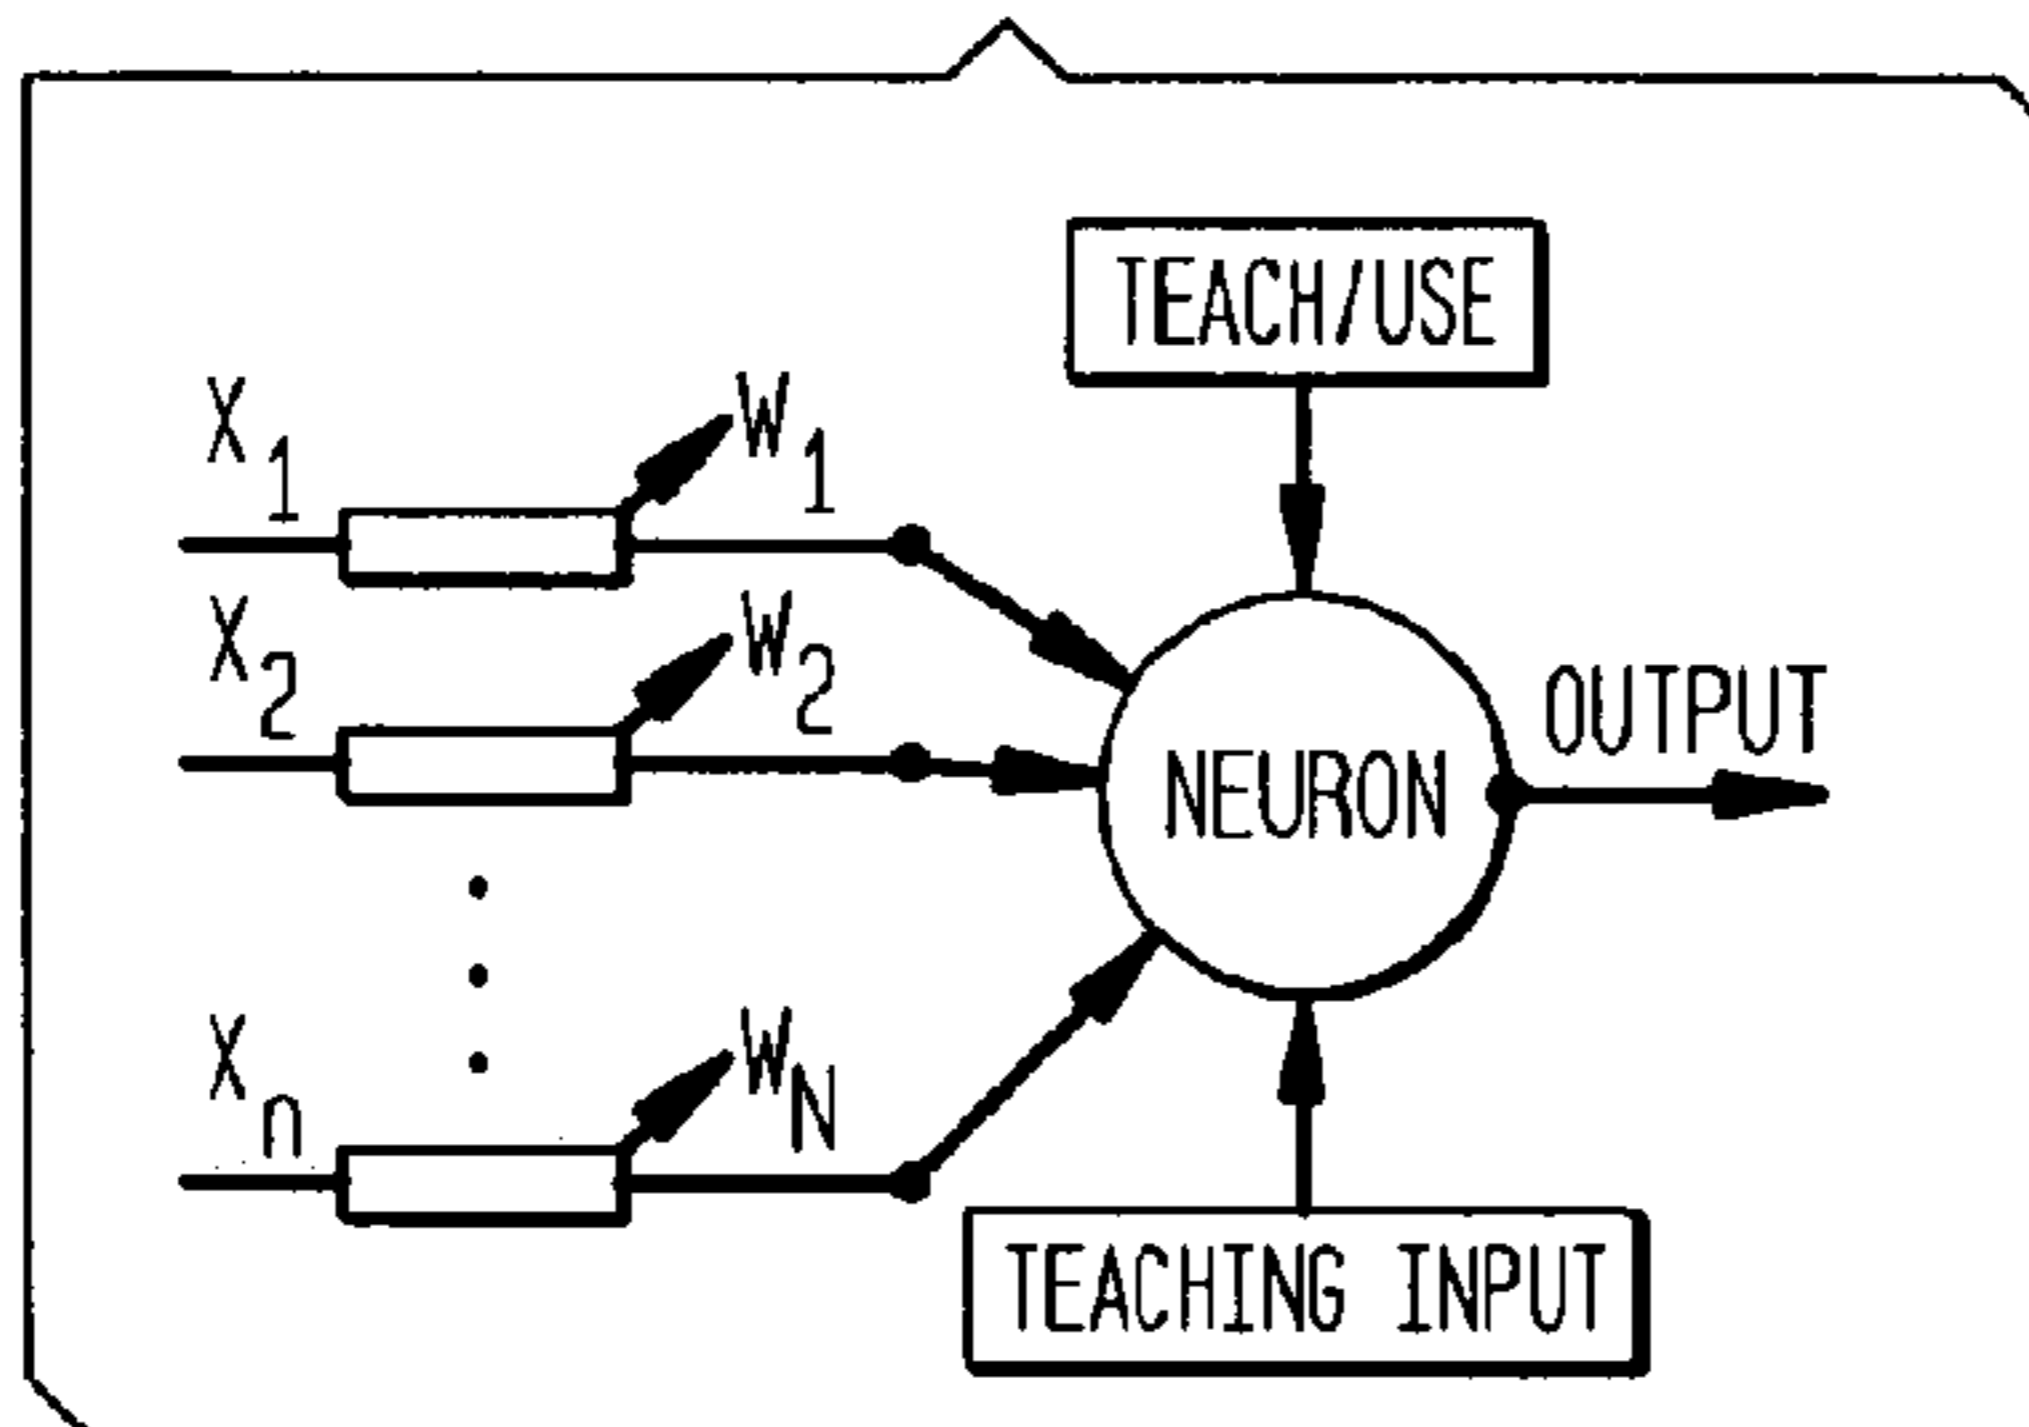 TEACH/USE
X1 W1
X2 W2
OUTPUT
NEURON
Xn WN
TEACHING INPUT